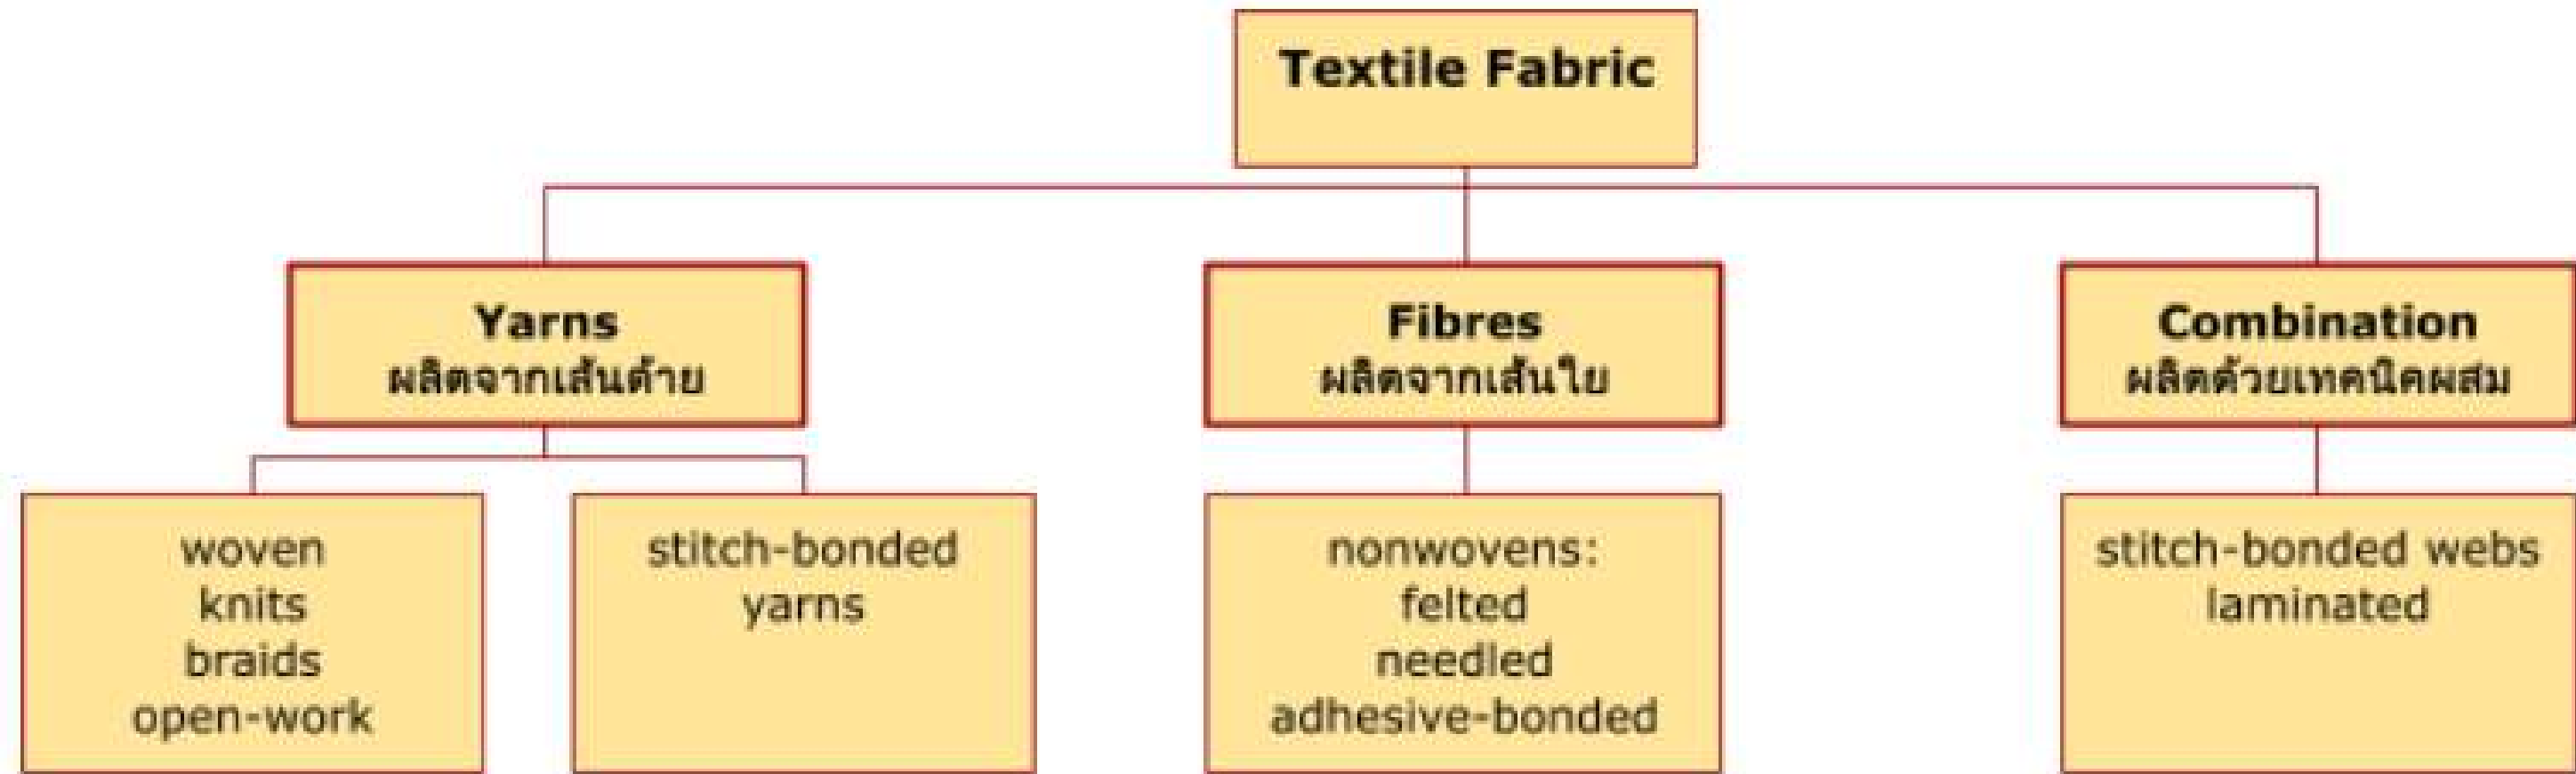 Textile Fabric
Yarns
ผลิตจากเส้นด้าย
Fibres
ผลิตจากเส้นใย
Combination
ผลิตด้วยเทคนิคผสม
woven
knits
braids
open-work
stitch-bonded
yarns
nonwovens:
felted
needled
adhesive-bonded
stitch-bonded webs
laminated